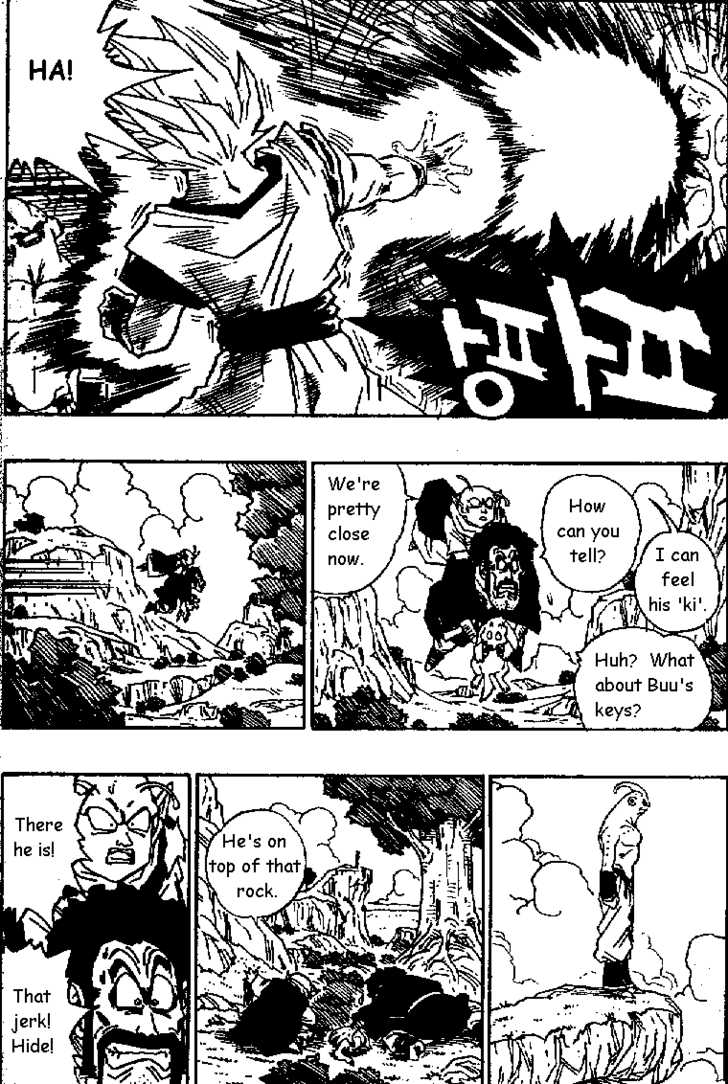 HA!
We're
pretty
close
now.
How
can you
tell?
I can
feel
his 'ki'.
Huh? What
about Buu's
keys?
There
he is!
That
jerk!
Hide!
He's on
top of that
rock.